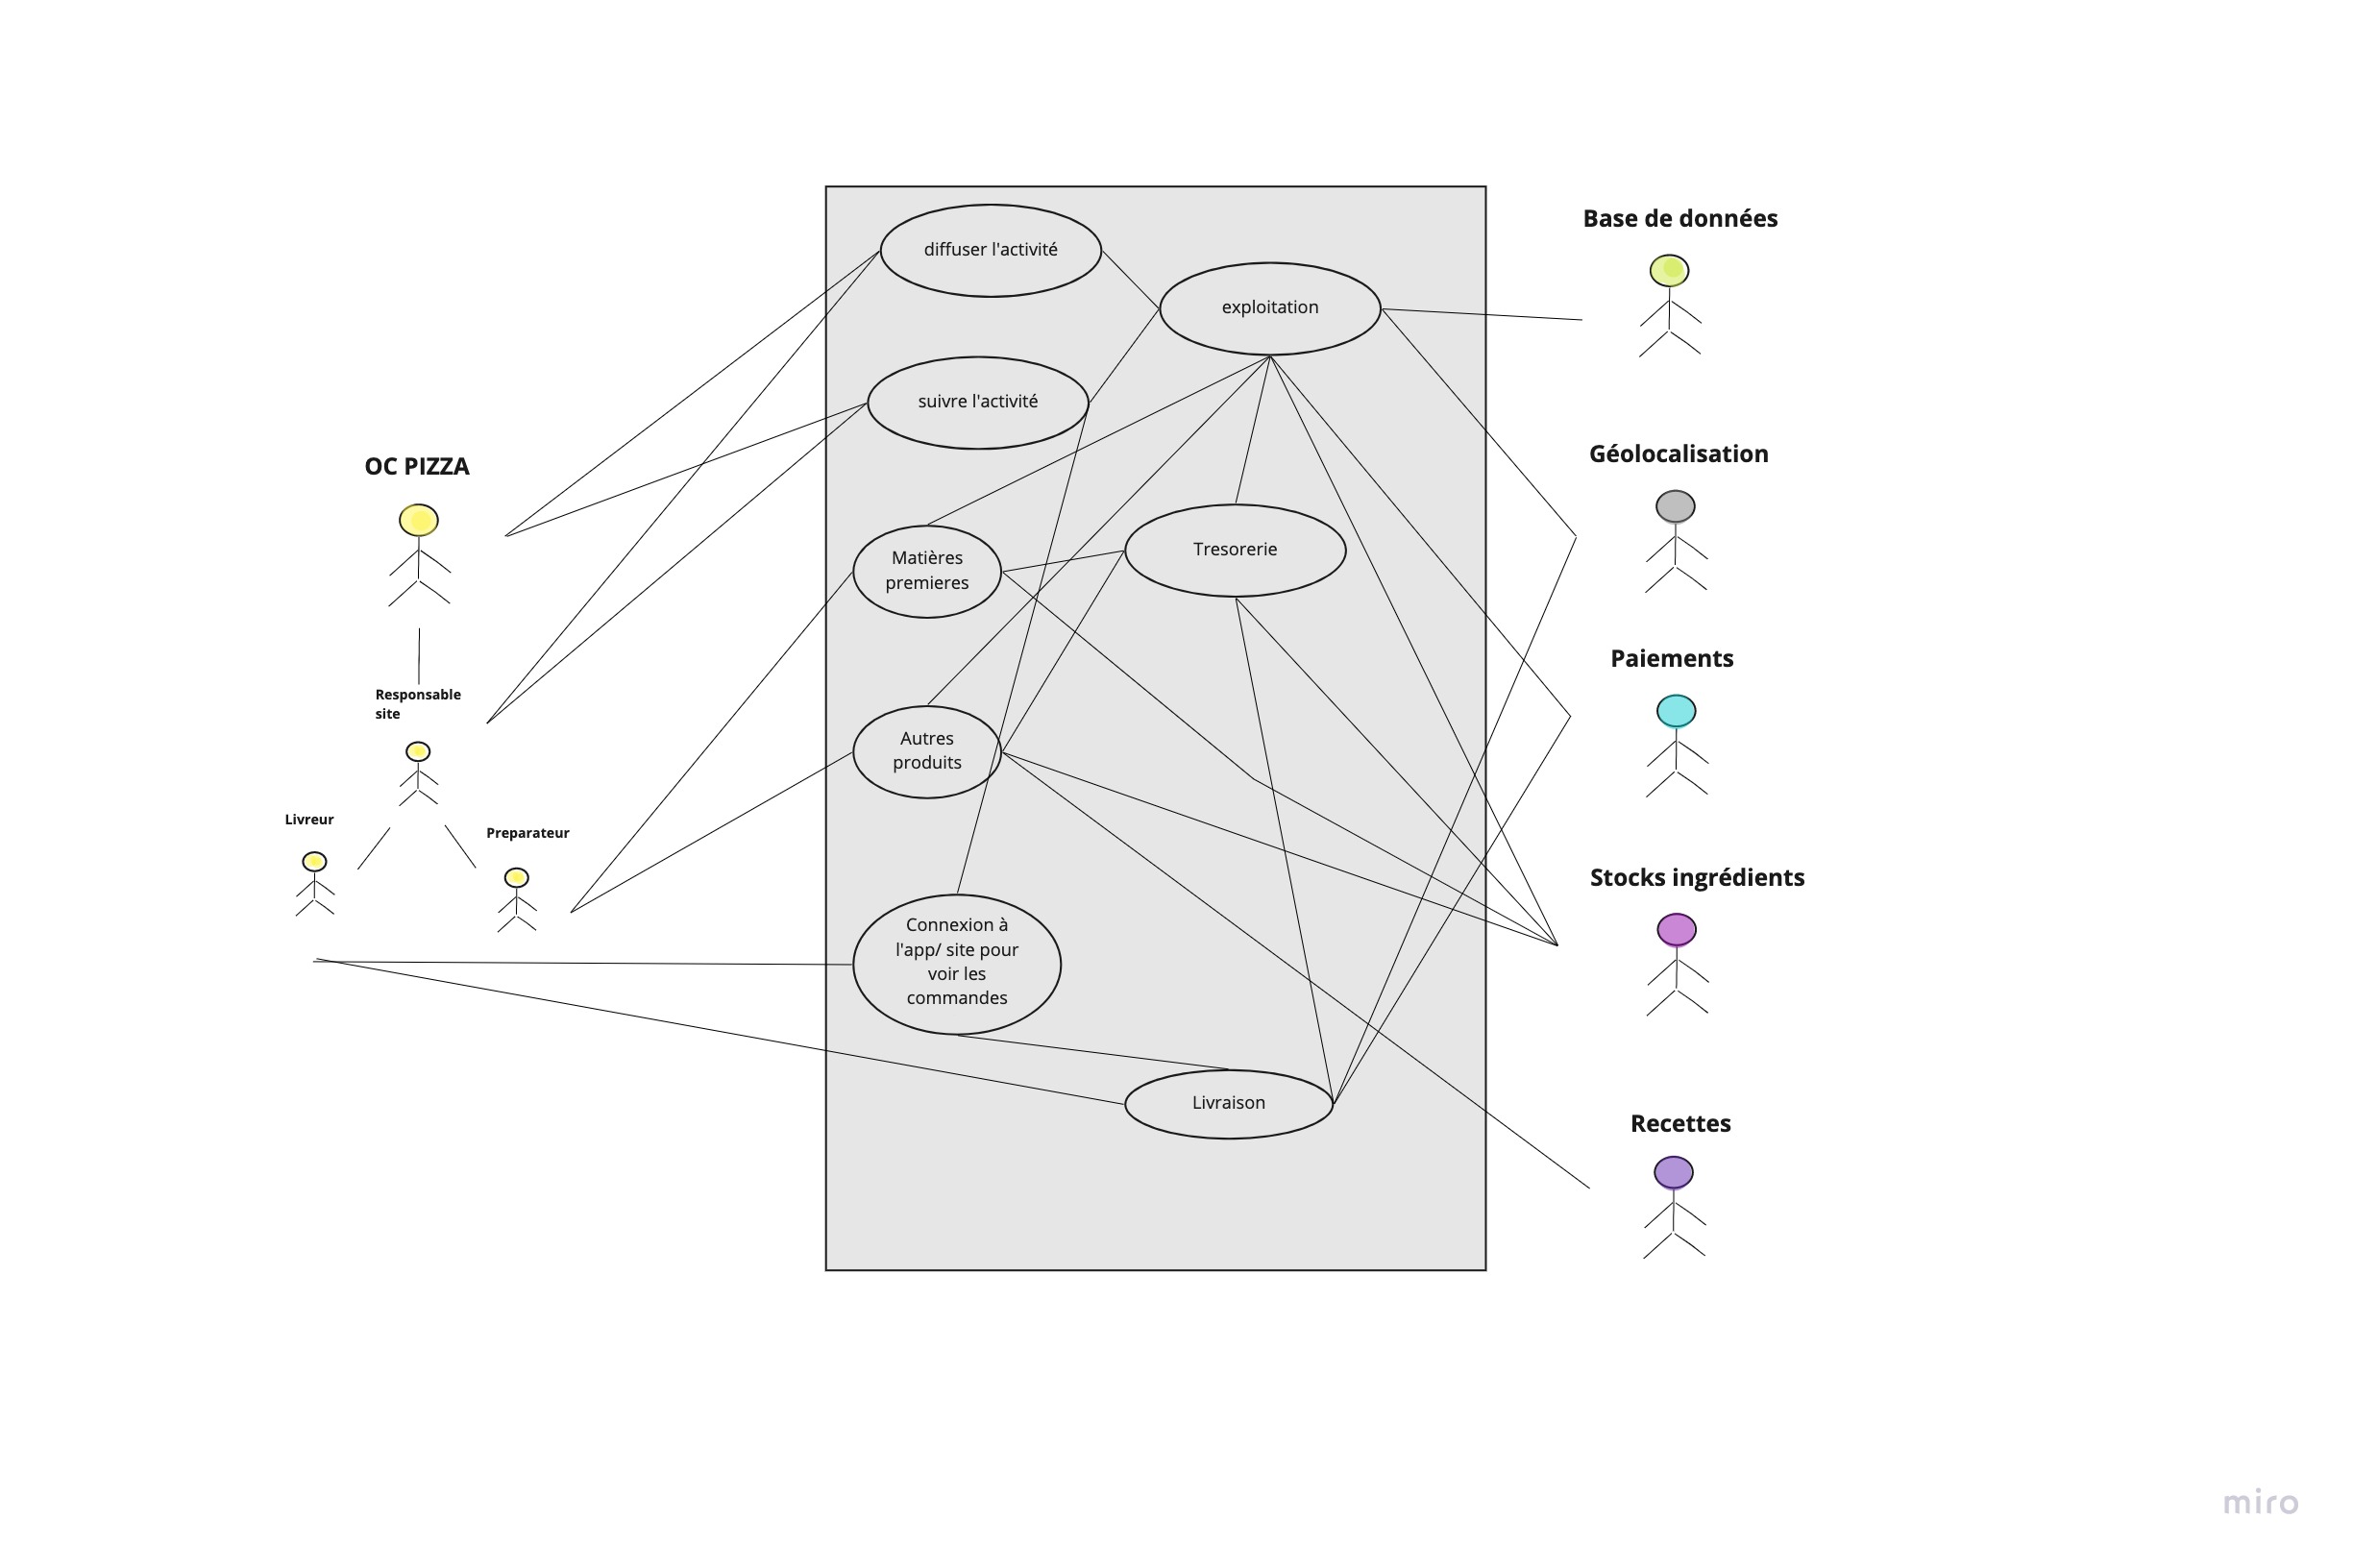 Base de données
diffuser l'activité
exploitation
suivre l'activité
Géolocalisation
OC PIZZA
Matières
premieres
Tresorerie
Paiements
Responsable
site
Autres
produits
Livreur
Preparateur
Stocks ingrédients
Connexion à
l'app/ site pour
voir les
commandes
Livraison
Recettes
miro